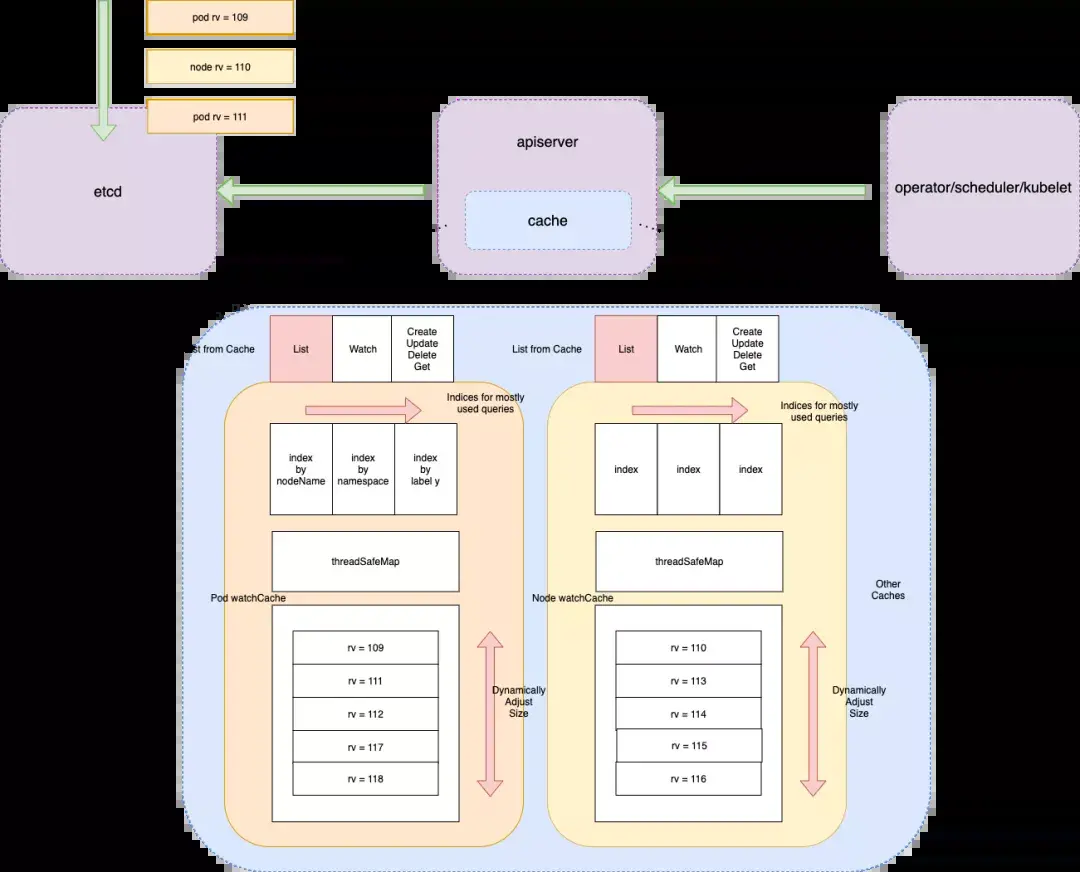 pod rv = 109
node rv = 110
pod rv = 111
etcd
apiserver
cache
operator/scheduler/kubelet
from Cache
List
Watch
Create
Update
Delete
Get
Indices for mostly
used queries
index
by
nodeName
index
by
namespace
index
by
label y
threadSafeMap
Pod watchCache
rv = 109
rv = 111
rv = 112
rv = 117
rv = 118
Dynamically
Adjust
Size
List from Cache
List
Watch
Create
Update
Delete
Get
Indices for mostly
used queries
index
index
index
threadSafeMap
Node watchCache
rv = 110
rv = 113
rv = 114
rv = 115
rv = 116
Dynamically
Adjust
Size
Other
Caches